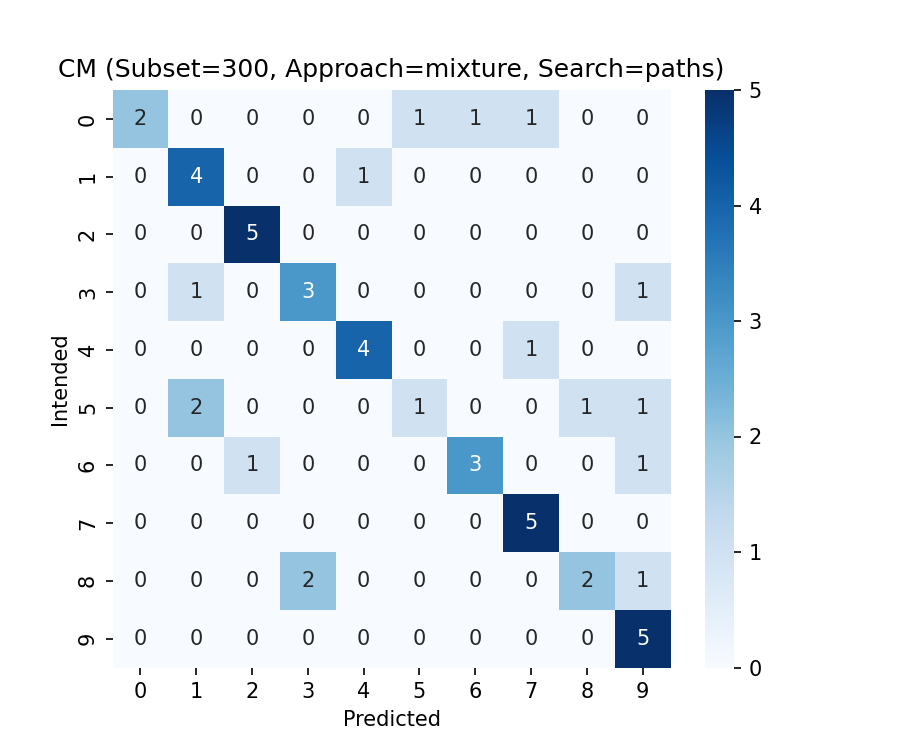 CM (Subset=300, Approach=mixture, Search=paths)
0 2 0 0 0 0 1 1 1 0 0
1 0 4 0 0 1 0 0 0 0 0
2 0 0 5 0 0 0 0 0 0 0
3 0 1 0 3 0 0 0 0 0 1
4 0 0 0 0 4 0 0 1 0 0
5 0 2 0 0 0 1 0 0 1 1
6 0 0 1 0 0 0 3 0 0 1
7 0 0 0 0 0 0 0 5 0 0
8 0 0 0 2 0 0 0 0 2 1
9 0 0 0 0 0 0 0 0 0 5
0 1 2 3 4 5 6 7 8 9
Predicted
Intended
5
4
3
2
1
0